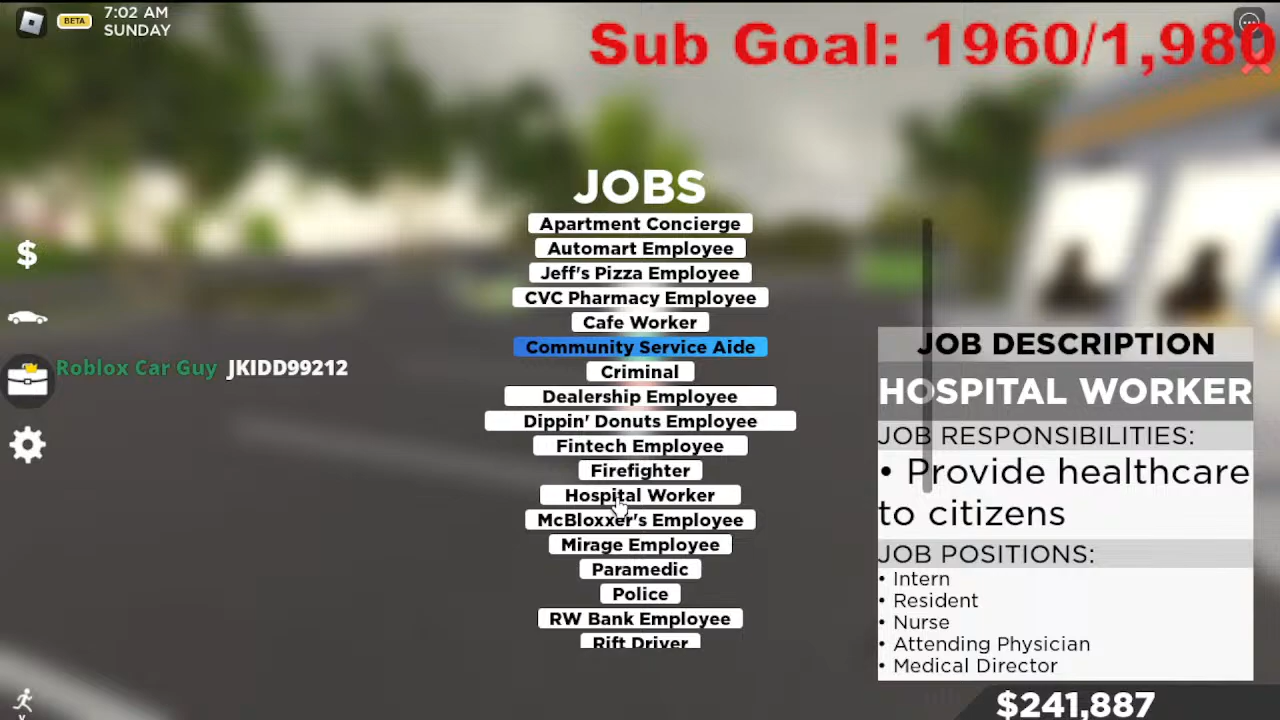 BETA
7:02 AM
SUNDAY
Sub Goal: 1960/1,980
JOBS
Apartment Concierge
Automart Employee
Jeff's Pizza Employee
CVC Pharmacy Employee
Cafe Worker
Community Service Aide
Criminal
Dealership Employee
Dippin' Donuts Employee
Fintech Employee
Firefighter
Hospital Worker
McBloxxer's Employee
Mirage Employee
Paramedic
Police
RW Bank Employee
Rift Driver
$
Roblox Car Guy JKIDD99212
JOB DESCRIPTION
HOSPITAL WORKER
JOB RESPONSIBILITIES:
• Provide healthcare
to citizens
JOB POSITIONS:
• Intern
• Resident
• Nurse
• Attending Physician
• Medical Director
$241,887